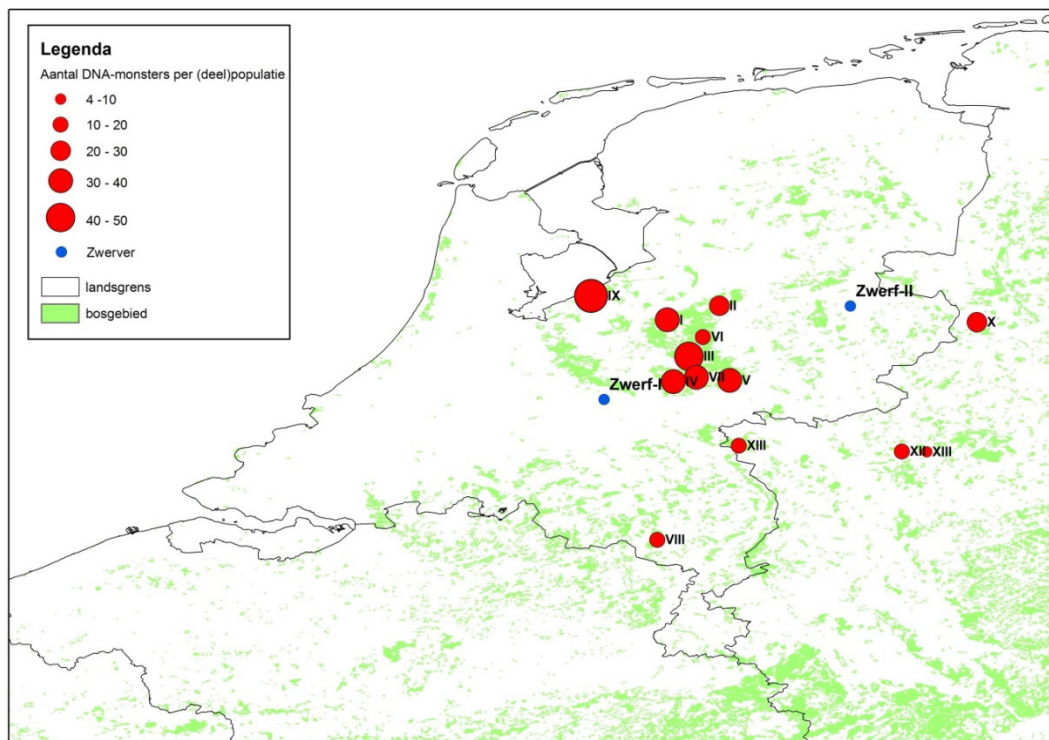 Legenda
Aantal DNA-monsters per (deel)populatie
4 -10
10 - 20
20 - 30
30 - 40
40 - 50
Zwerver
landsgrens
bosgebied
Zwerf-II
IX
II
I
X
VI
III
Zwerf-I
IV
VII
V
XIII
XII
XIII
VIII